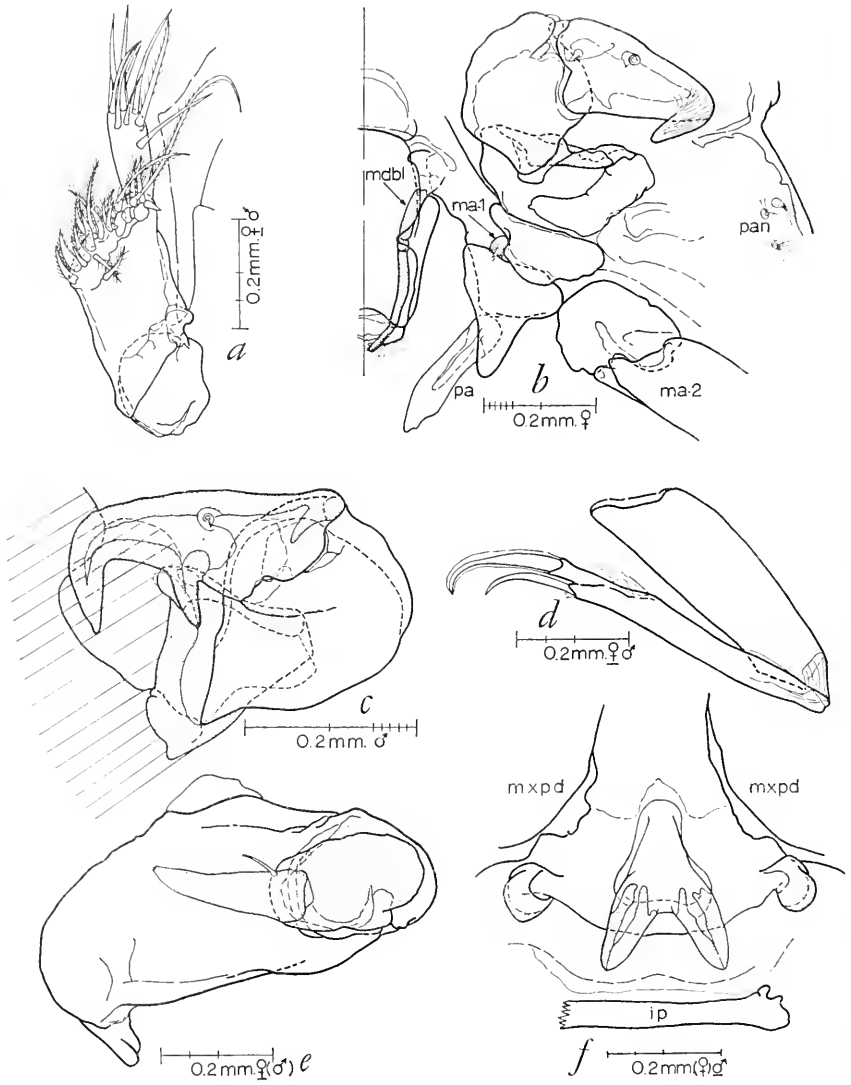 0.2mm.♀♂
a
mdbl
ma-1
pan
pa
b
0.2mm.♀
ma-2
c
0.2mm. ♂
d
0.2mm.♀♂
mxpd
mxpd
0.2mm.♀(♂)
e
ip
f
0.2mm(♀)♂